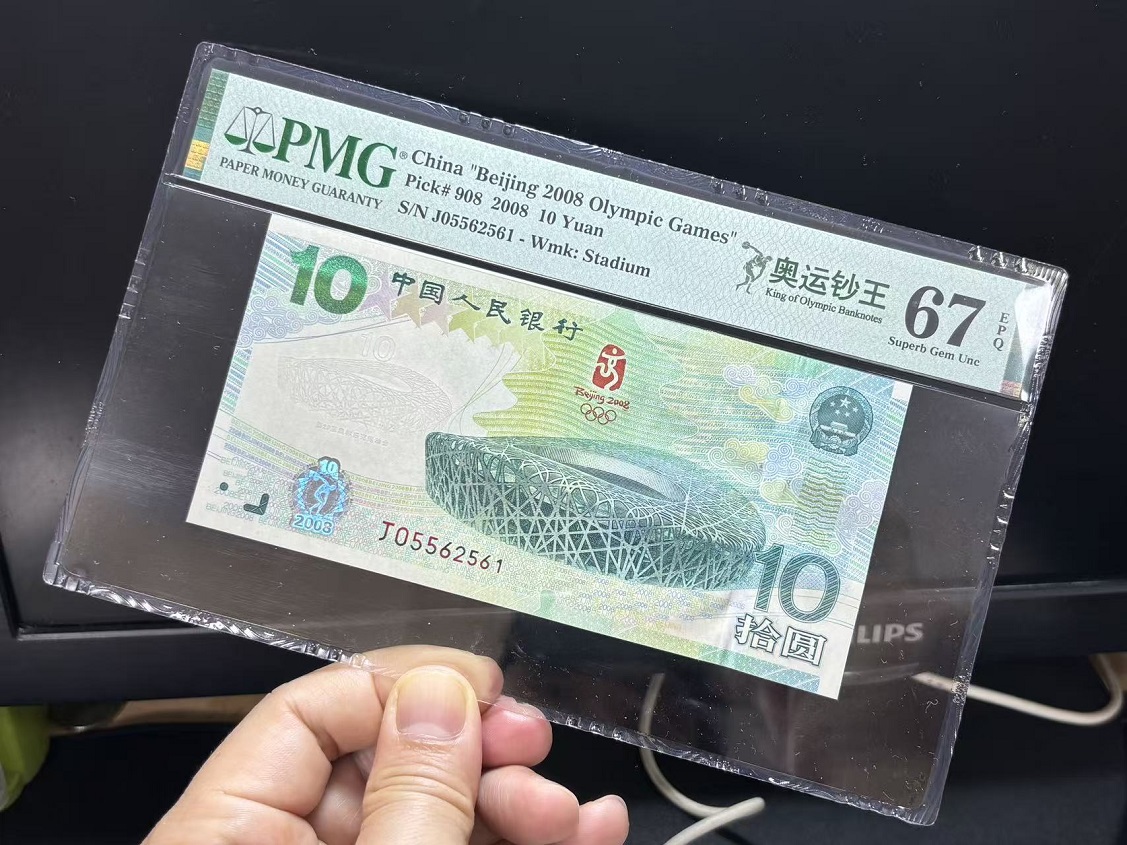 PMG®
PAPER MONEY GUARANTY
China "Beijing 2008 Olympic Games"
Pick# 908 2008 10 Yuan
S/N J05562561 - Wmk: Stadium
奥运钞王
King of Olympic Banknotes
67
EPQ
Superb Gem Unc
10
中国人民银行
10
Beijing 2008
10
2008
J05562561
10
拾圆
LIPS